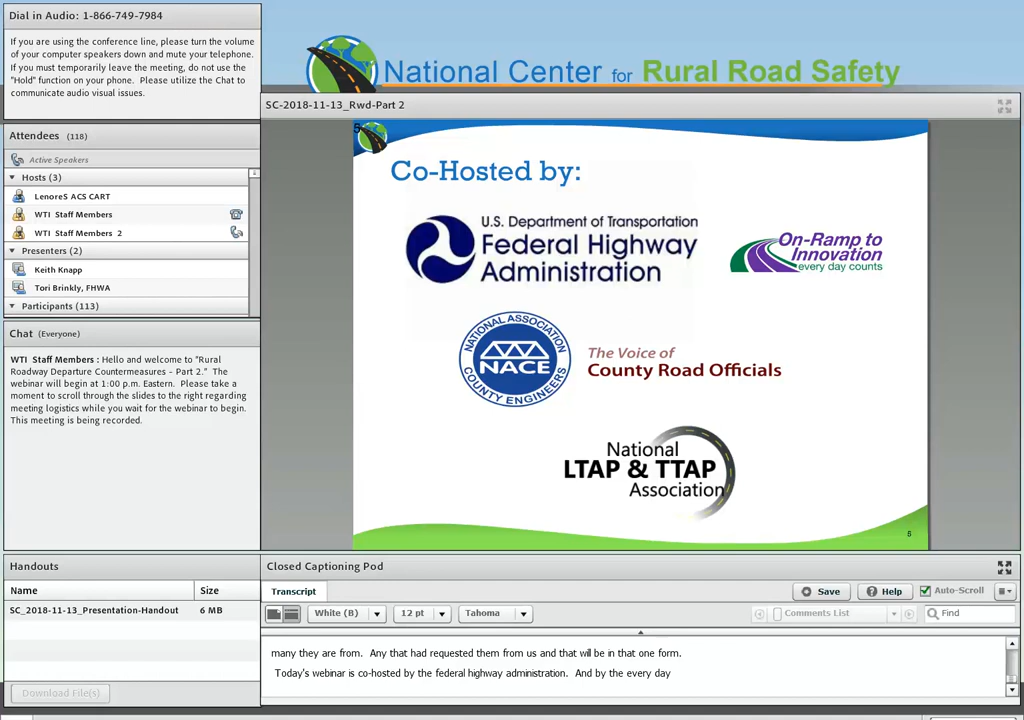 Dial in Audio: 1-866-749-7984
If you are using the conference line, please turn the volume
of your computer speakers down and mute your telephone.
If you must temporarily leave the meeting, do not use the
"Hold" function on your phone.  Please utilize the Chat to
communicate audio visual issues.
National Center for Rural Road Safety
SC-2018-11-13_Rwd-Part 2
Attendees (118)
Active Speakers
Hosts (3)
LenoreS ACS CART
WTI Staff Members
WTI Staff Members 2
Presenters (2)
Keith Knapp
Tori Brinkly, FHWA
Participants (113)
Chat (Everyone)
WTI Staff Members : Hello and welcome to "Rural
Roadway Departure Countermeasures - Part 2."  The
webinar will begin at 1:00 p.m. Eastern.  Please take a
moment to scroll through the slides to the right regarding
meeting logistics while you wait for the webinar to begin.
This meeting is being recorded.
5
Co-Hosted by:
U.S. Department of Transportation
Federal Highway
Administration
On-Ramp to
Innovation
every day counts
NATIONAL ASSOCIATION
NACE
COUNTY ENGINEERS
The Voice of
County Road Officials
National
LTAP & TTAP
Association
5
Handouts
Name Size
SC_2018-11-13_Presentation-Handout 6 MB
Download File(s)
Closed Captioning Pod
Transcript
Save
Help
Auto-Scroll
White (B)
12 pt
Tahoma
Comments List
Find
many they are from.  Any that had requested them from us and that will be in that one form.
Today's webinar is co-hosted by the federal highway administration.  And by the every day